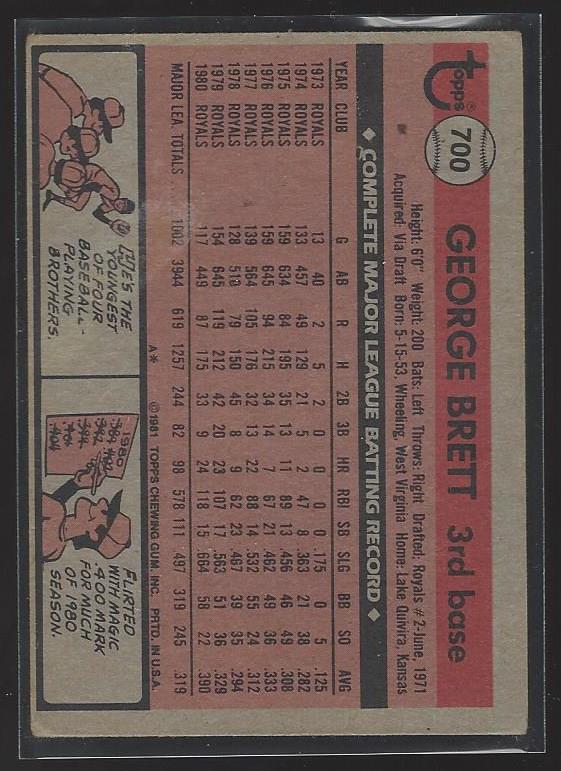 topps®
700
GEORGE BRETT 3rd base
Height: 6'0" Weight: 200 Bats: Left Throws: Right Drafted: Royals #2-June, 1971
Acquired: Via Draft Born: 5-15-53 Wheeling, West Virginia Home: Lake Quivira, Kansas
◆ COMPLETE MAJOR LEAGUE BATTING RECORD ◆
YEAR CLUB G AB R H 2B 3B HR RBI SB SLG BB SO AVG
1973 ROYALS 13 40 2 5 2 0 0 0 0 .175 0 5 .125
1974 ROYALS 133 457 49 129 21 5 2 47 8 .363 21 38 .282
1975 ROYALS 159 634 84 195 35 13 11 89 13 .456 46 49 .308
1976 ROYALS 159 645 94 215 34 14 7 67 21 .462 49 36 .333
1977 ROYALS 139 564 105 176 32 13 22 88 14 .532 55 24 .312
1978 ROYALS 128 510 79 150 45 8 9 62 23 .467 39 35 .294
1979 ROYALS 154 645 119 212 42 20 23 107 17 .563 51 36 .329
1980 ROYALS 117 449 87 175 33 9 24 118 15 .664 58 22 .390
MAJOR LEA. TOTALS 1002 3944 619 1257 244 82 98 578 111 .497 319 245 .319
A* ©1981 TOPPS CHEWING GUM, INC. PRTD. IN U.S.A.
HE'S THE
YOUNGEST
OF FOUR
BASEBALL-
PLAYING
BROTHERS.
1980
FLIRTED
WITH MAGIC
.400 MARK
FOR MUCH
OF 1980
SEASON.